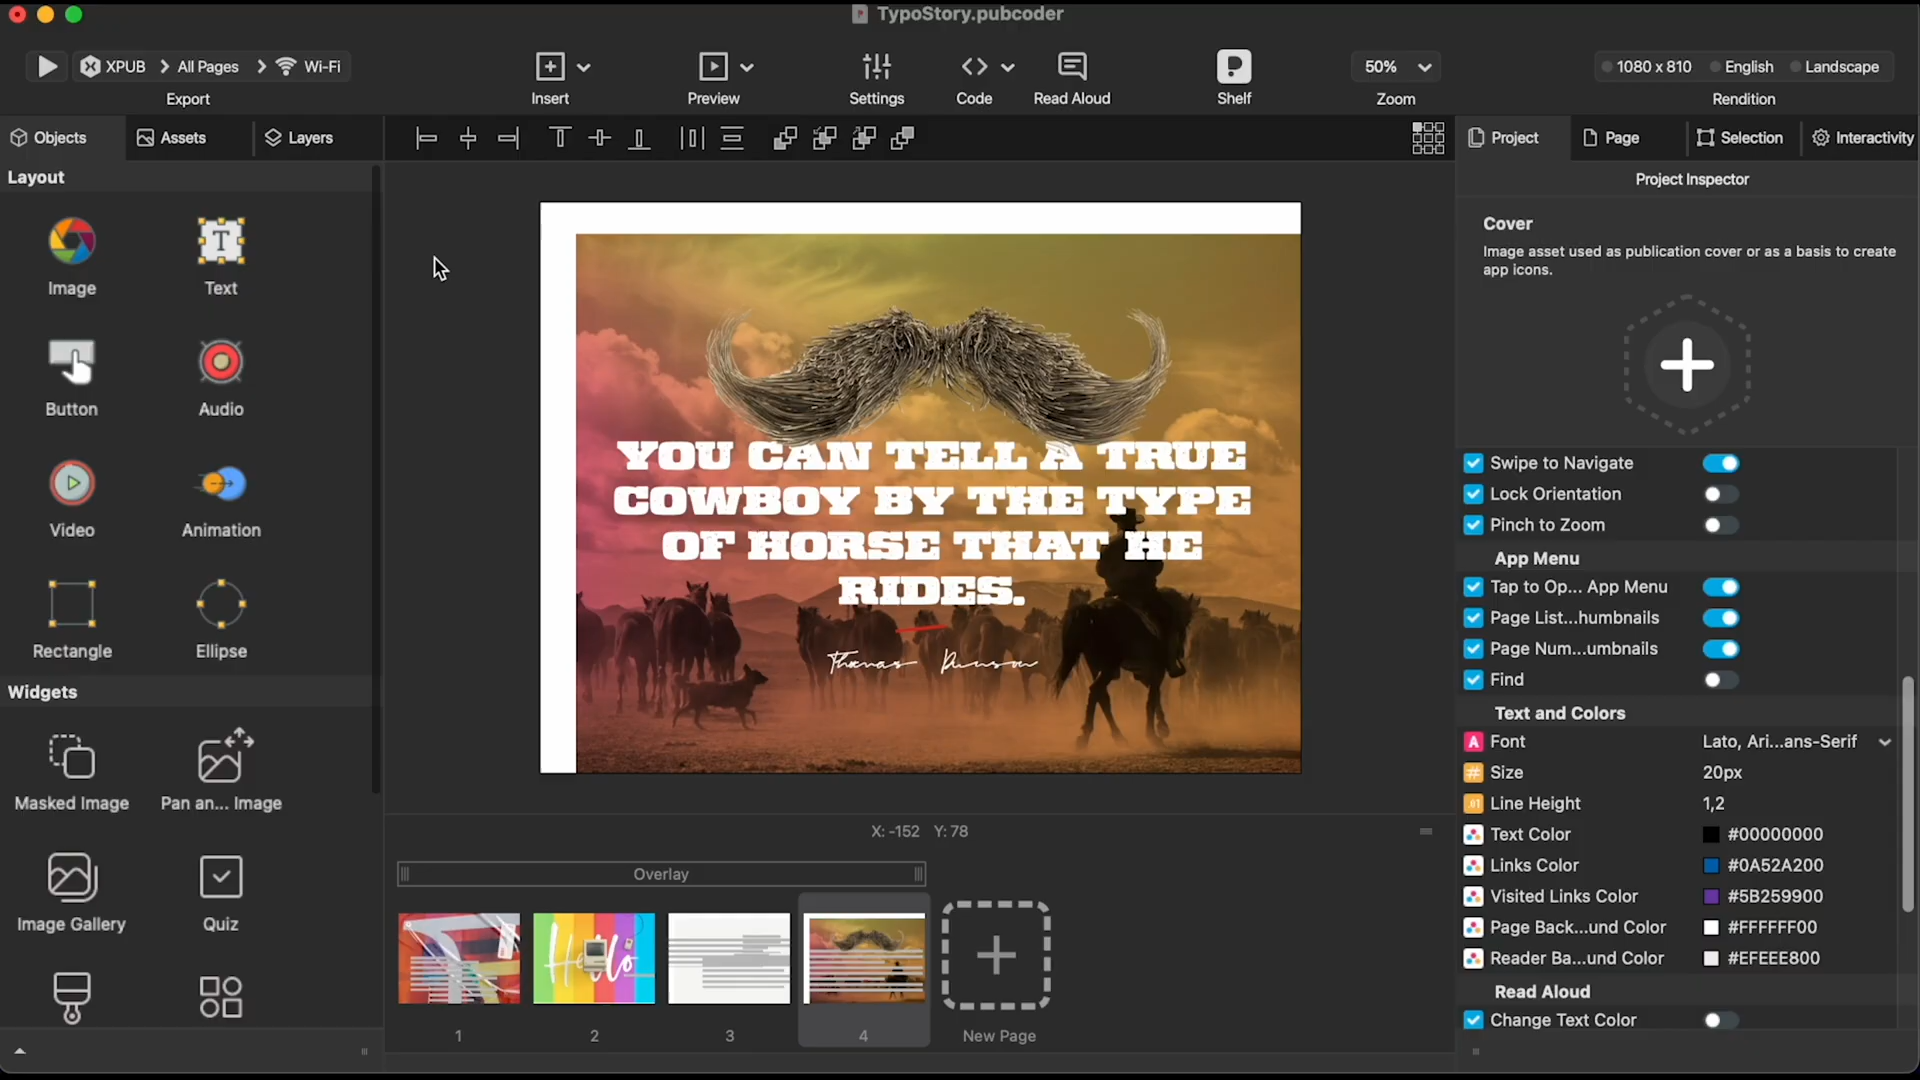 TypoStory.pubcoder
XPUB
All Pages
Wi-Fi
Export
Insert
Preview
Settings
Code
Read Aloud
Shelf
50%
Zoom
1080 x 810
English
Landscape
Rendition
Objects
Assets
Layers
Project
Page
Selection
Interactivity
Layout
Image
Text
Button
Audio
Video
Animation
Rectangle
Ellipse
Widgets
Masked Image
Pan an... Image
Image Gallery
Quiz
YOU CAN TELL A TRUE
COWBOY BY THE TYPE
OF HORSE THAT HE
RIDES.
Thomas Dunson
X: -152 Y: 78
Overlay
Hello
1
2
3
4
New Page
Project Inspector
Cover
Image asset used as publication cover or as a basis to create
app icons.
Swipe to Navigate
Lock Orientation
Pinch to Zoom
App Menu
Tap to Op... App Menu
Page List...humbnails
Page Num...umbnails
Find
Text and Colors
Font Lato, Ari...ans-Serif
Size 20px
Line Height 1,2
Text Color #00000000
Links Color #0A52A200
Visited Links Color #5B259900
Page Back...und Color #FFFFFF00
Reader Ba...und Color #EFEEE800
Read Aloud
Change Text Color